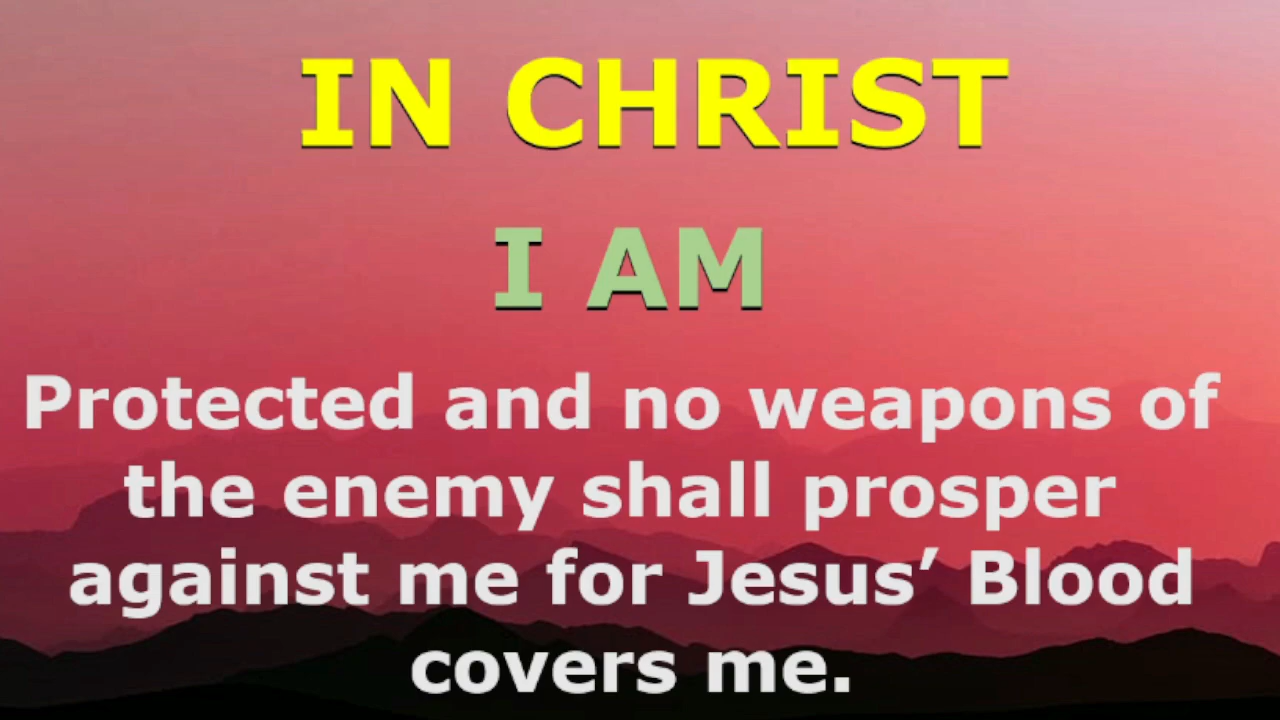 IN CHRIST
I AM
Protected and no weapons of
the enemy shall prosper
against me for Jesus’ Blood
covers me.